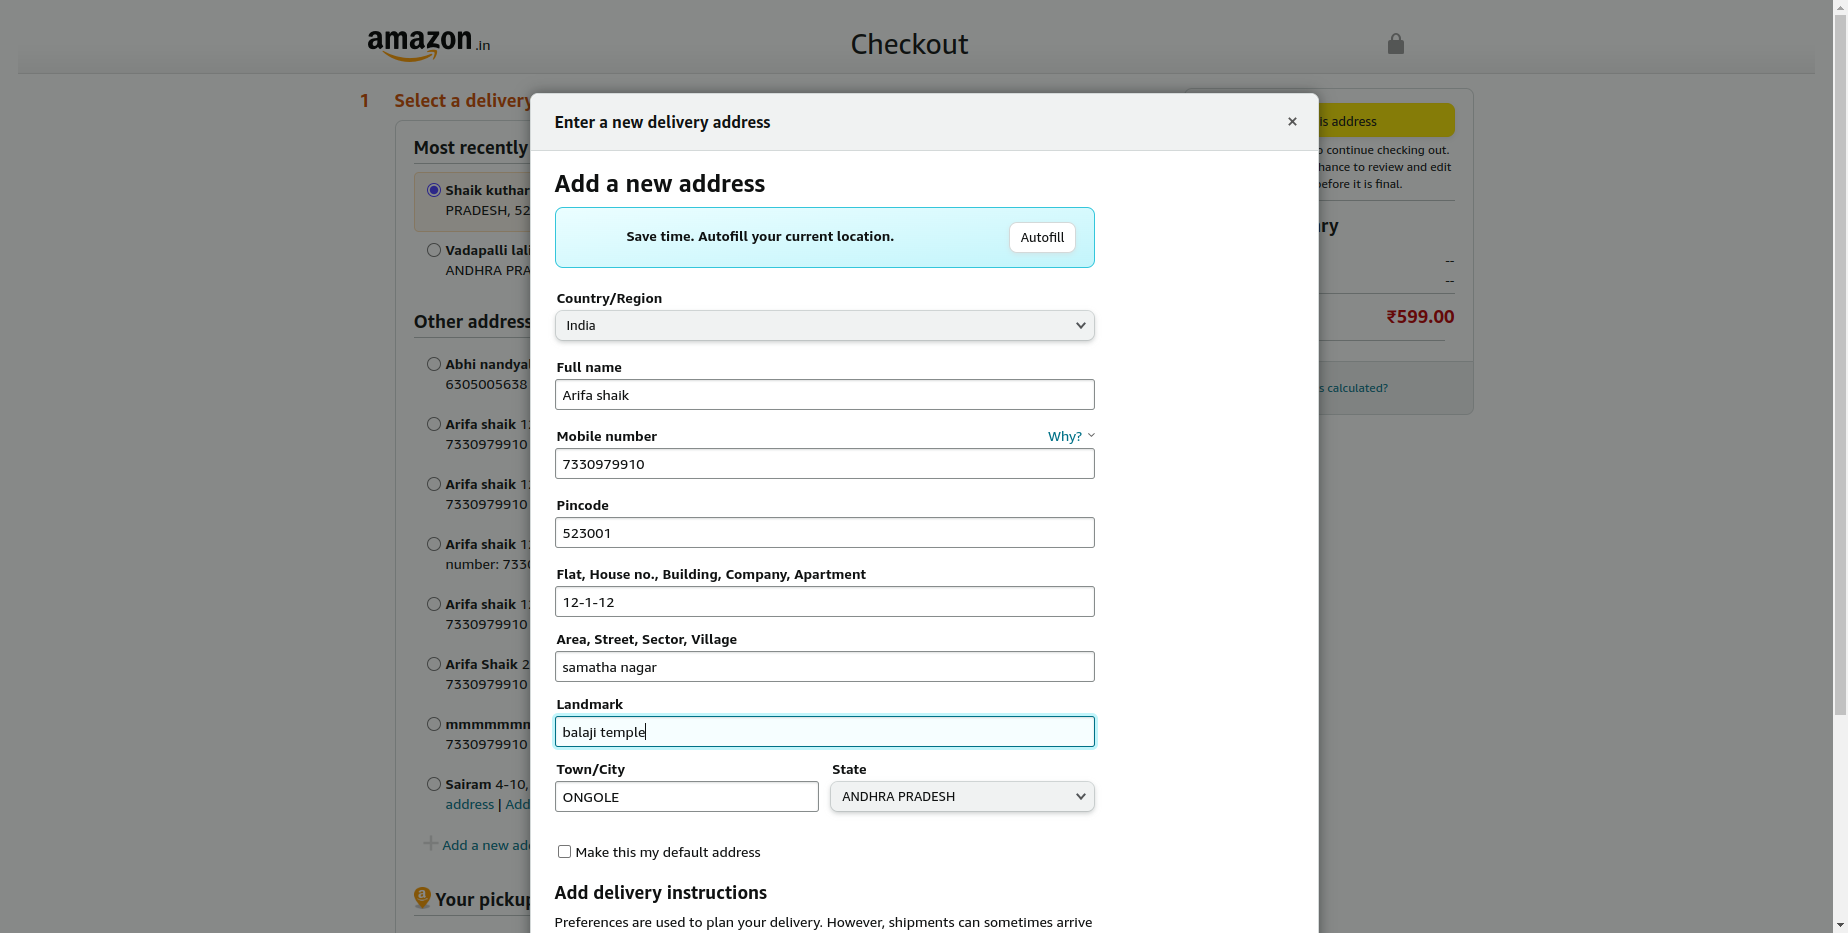 amazon.in
Checkout
1 Select a delivery
Most recently
Shaik kuthar
PRADESH, 52
Vadapalli lali
ANDHRA PRA
Other address
Abhi nandyal
6305005638
Arifa shaik 1
7330979910
Arifa shaik 1
7330979910
Arifa shaik 1
number: 733
Arifa shaik 1
7330979910
Arifa Shaik 2
7330979910
mmmmmmm
7330979910
Sairam 4-10,
address | Add
Add a new add
Your pickup
Enter a new delivery address
×
Add a new address
Save time. Autofill your current location.
Autofill
Country/Region
India
Full name
Arifa shaik
Mobile number
Why?
7330979910
Pincode
523001
Flat, House no., Building, Company, Apartment
12-1-12
Area, Street, Sector, Village
samatha nagar
Landmark
balaji temple
Town/City
State
ONGOLE
ANDHRA PRADESH
Make this my default address
Add delivery instructions
Preferences are used to plan your delivery. However, shipments can sometimes arrive
is address
o continue checking out.
hance to review and edit
before it is final.
ry
--
--
₹599.00
s calculated?